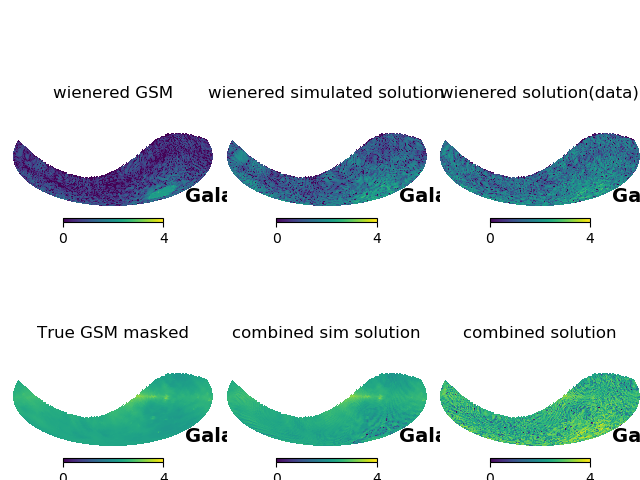 wienered GSM
wienered simulated solution
wienered solution(data)
Gala
Gala
Ga
0 4
0 4
0 4
True GSM masked
combined sim solution
combined solution
Gala
Gala
Ga
0 4
0 4
0 4